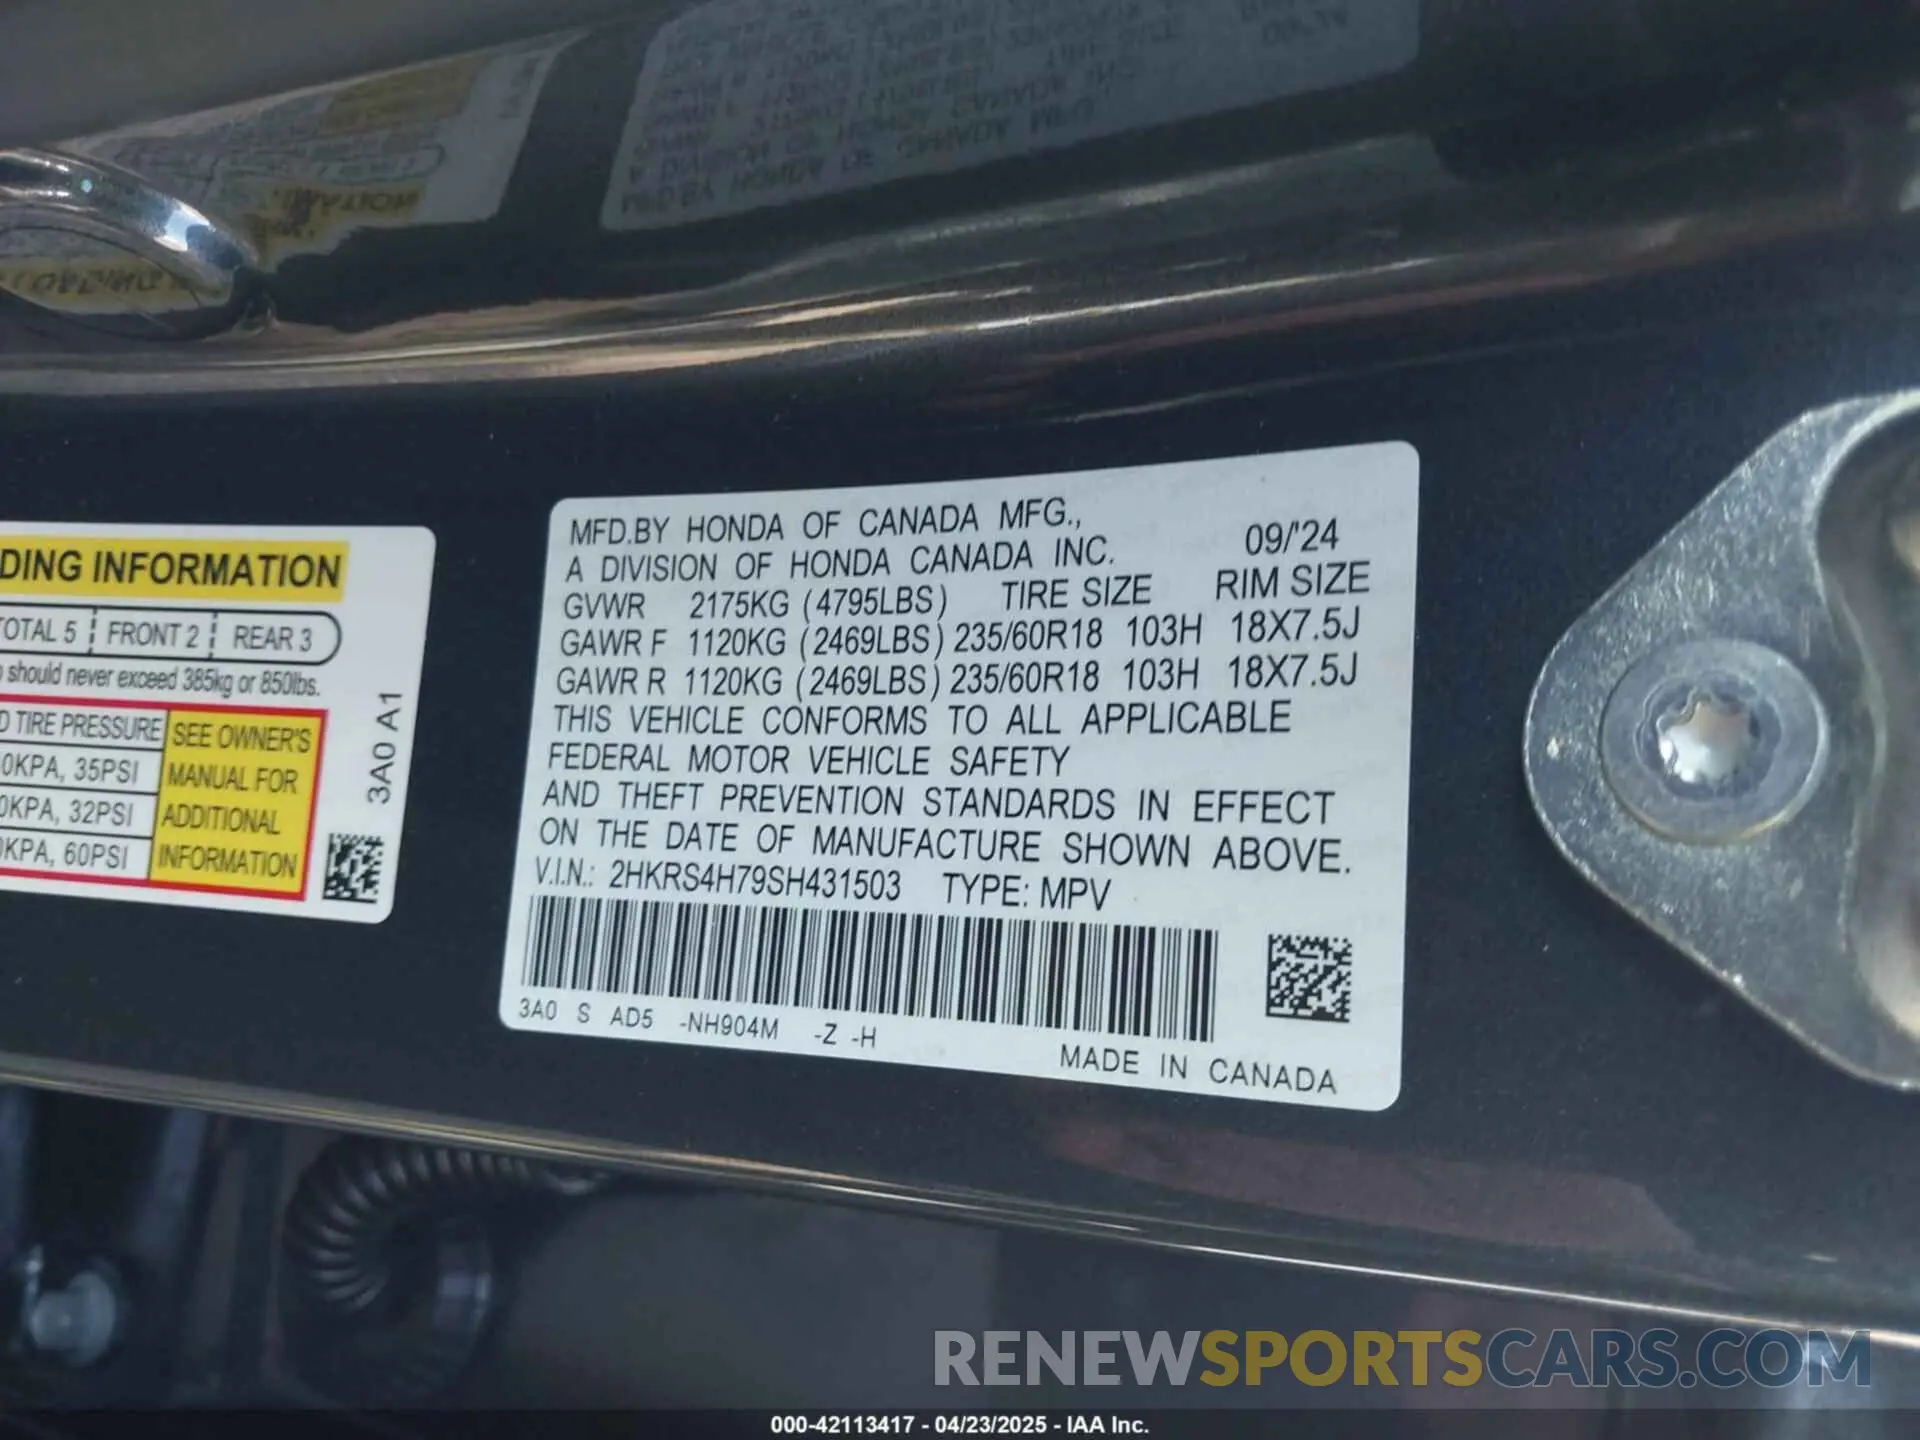 DING INFORMATION
TOTAL 5 FRONT 2 REAR 3
should never exceed 385kg or 850lbs.
D TIRE PRESSURE
0KPA, 35PSI
0KPA, 32PSI
0KPA, 60PSI
SEE OWNER'S
MANUAL FOR
ADDITIONAL
INFORMATION
3A0 A1
MFD.BY HONDA OF CANADA MFG.,
A DIVISION OF HONDA CANADA INC. 09/'24
GVWR 2175KG (4795LBS) TIRE SIZE RIM SIZE
GAWR F 1120KG (2469LBS) 235/60R18 103H 18X7.5J
GAWR R 1120KG (2469LBS) 235/60R18 103H 18X7.5J
THIS VEHICLE CONFORMS TO ALL APPLICABLE
FEDERAL MOTOR VEHICLE SAFETY
AND THEFT PREVENTION STANDARDS IN EFFECT
ON THE DATE OF MANUFACTURE SHOWN ABOVE.
V.I.N.: 2HKRS4H79SH431503 TYPE: MPV
3A0 S AD5 -NH904M -Z -H
MADE IN CANADA
RENEWSPORTSCARS.COM
000-42113417 - 04/23/2025 - IAA Inc.